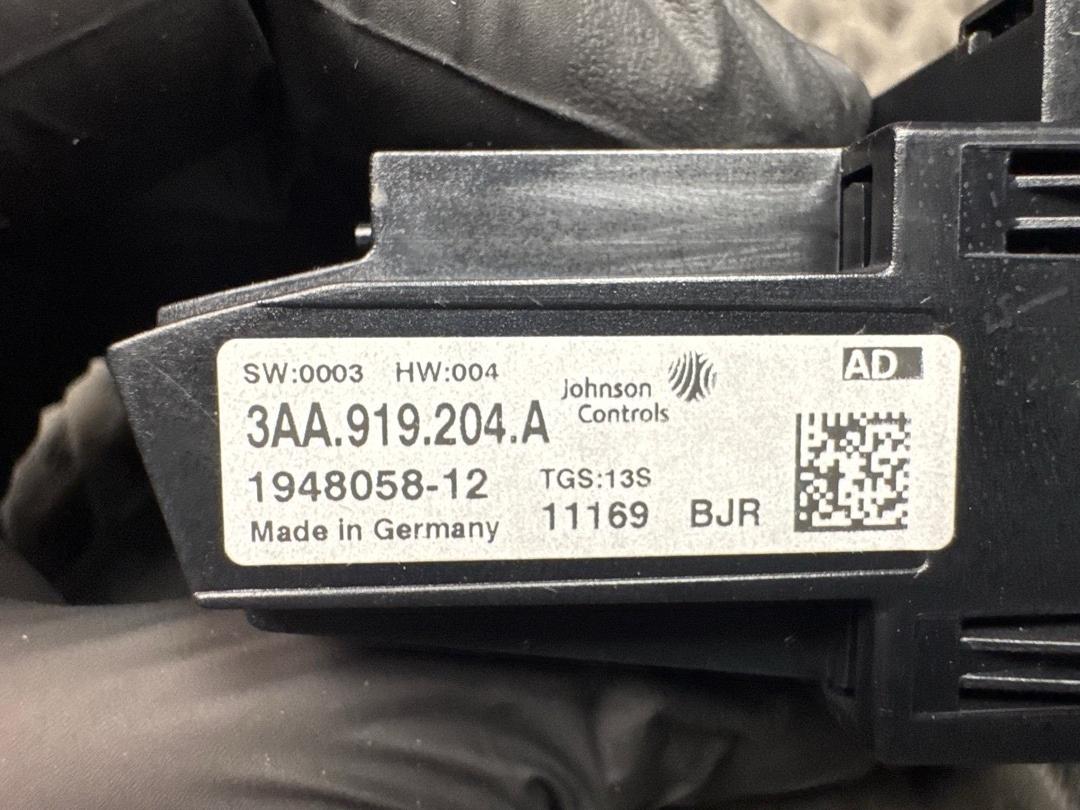 SW:0003 HW:004
Johnson
Controls
AD
3AA.919.204.A
1948058-12
TGS:13S
Made in Germany
11169 BJR